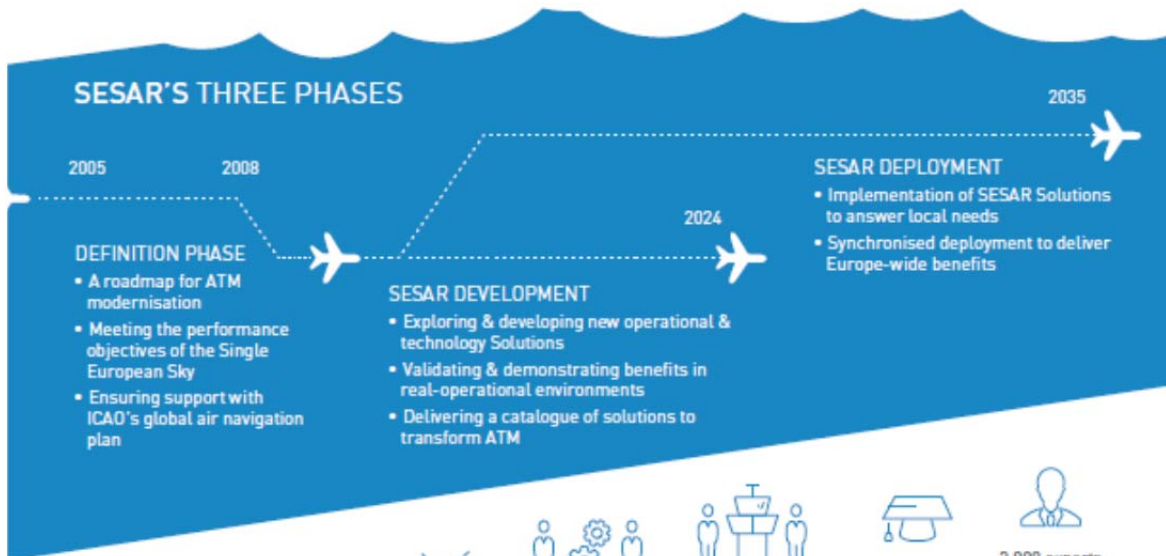 SESAR'S THREE PHASES
2005
2008
DEFINITION PHASE
• A roadmap for ATM
modernisation
• Meeting the performance
objectives of the Single
European Sky
• Ensuring support with
ICAO's global air navigation
plan
2024
SESAR DEVELOPMENT
• Exploring & developing new operational &
technology Solutions
• Validating & demonstrating benefits in
real-operational environments
• Delivering a catalogue of solutions to
transform ATM
2035
SESAR DEPLOYMENT
• Implementation of SESAR Solutions
to answer local needs
• Synchronised deployment to deliver
Europe-wide benefits
experts